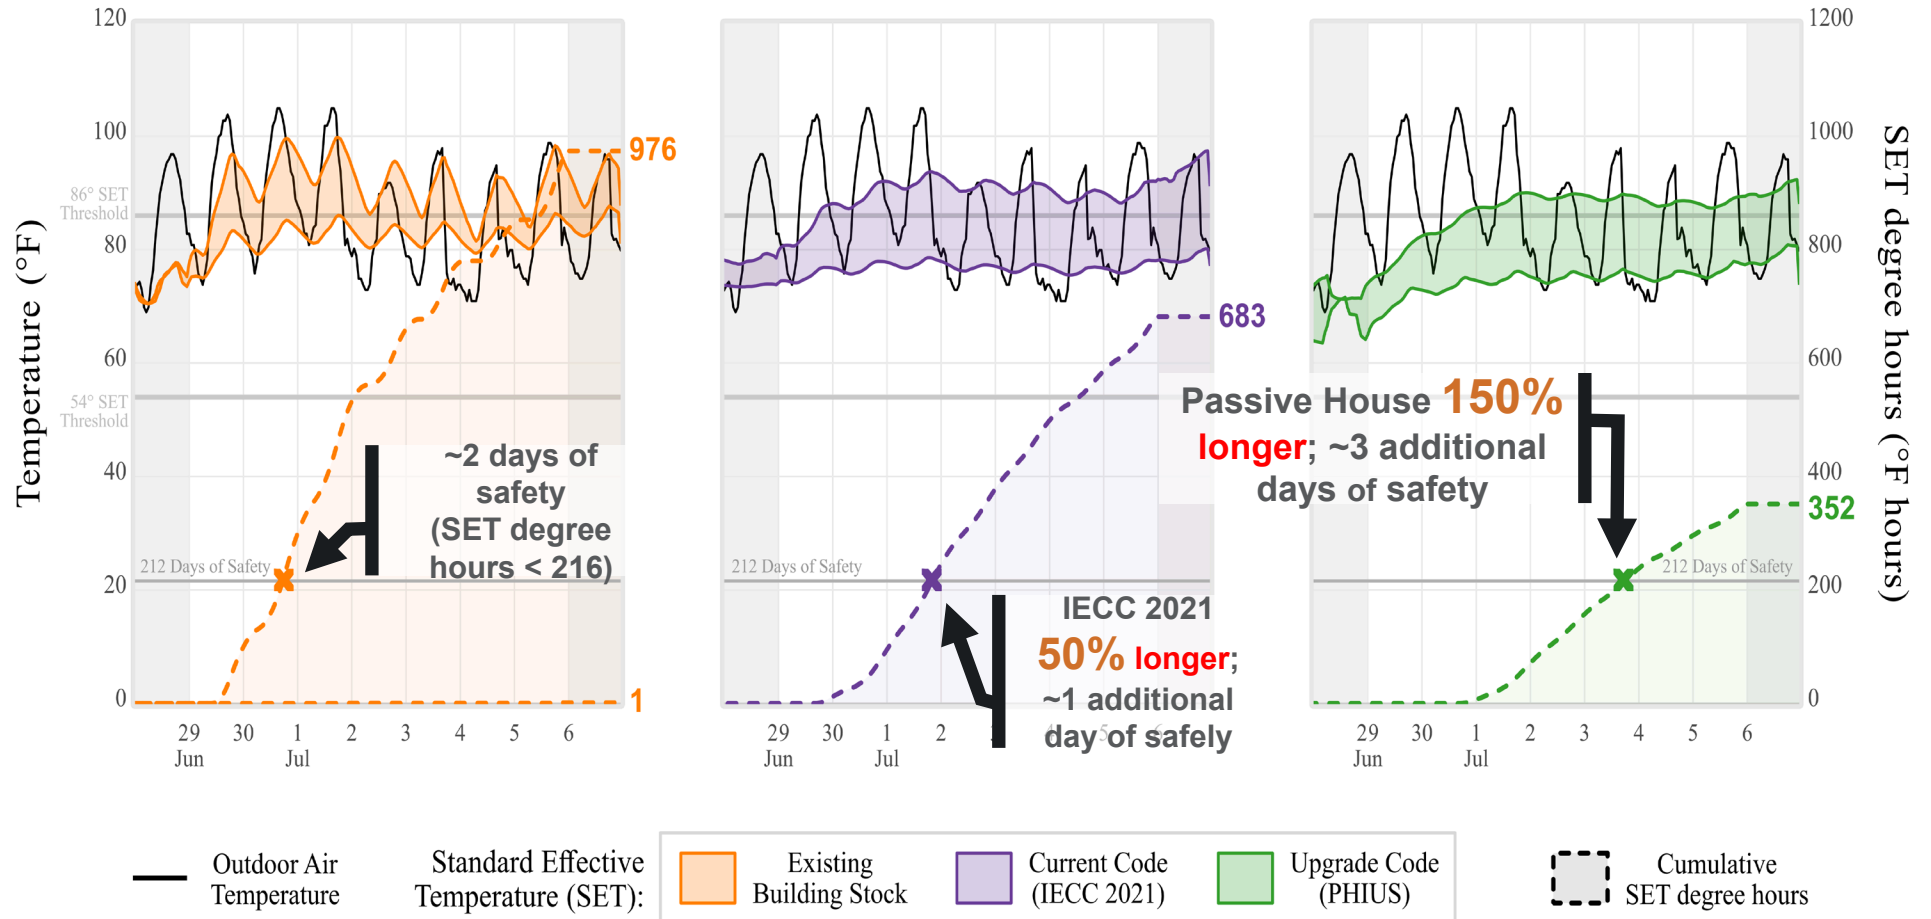 120
100
80
60
40
20
0
Temperature (°F)
86° SET
Threshold
54° SET
Threshold
212 Days of Safety
~2 days of
safety
(SET degree
hours < 216)
976
1
29
Jun
30
1
Jul
2
3
4
5
6
683
212 Days of Safety
IECC 2021
50% longer;
~1 additional
day of safely
29
Jun
30
1
Jul
2
3
4
5
6
Passive House 150%
longer; ~3 additional
days of safety
352
212 Days of Safety
29
Jun
30
1
Jul
2
3
4
5
6
1200
1000
800
600
400
200
0
SET degree hours (°F hours)
Outdoor Air
Temperature
Standard Effective
Temperature (SET):
Existing
Building Stock
Current Code
(IECC 2021)
Upgrade Code
(PHIUS)
Cumulative
SET degree hours